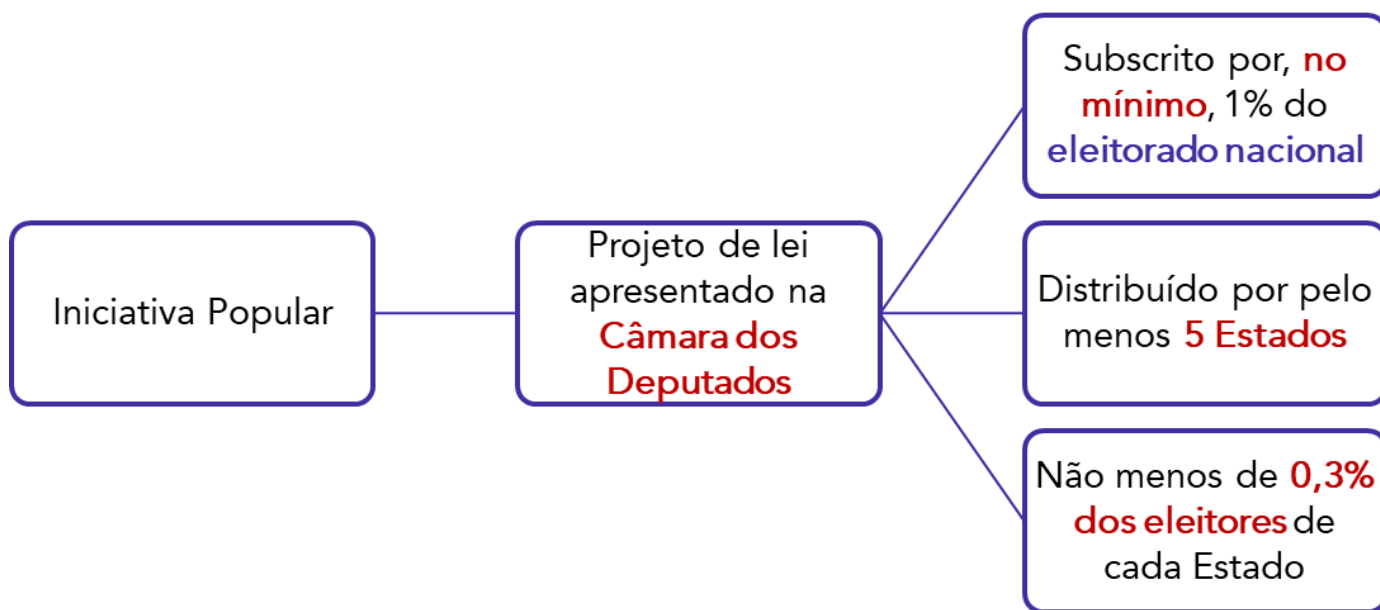 Iniciativa Popular
Projeto de lei
apresentado na
Câmara dos
Deputados
Subscrito por, no
mínimo, 1% do
eleitorado nacional
Distribuído por pelo
menos 5 Estados
Não menos de 0,3%
dos eleitores de
cada Estado